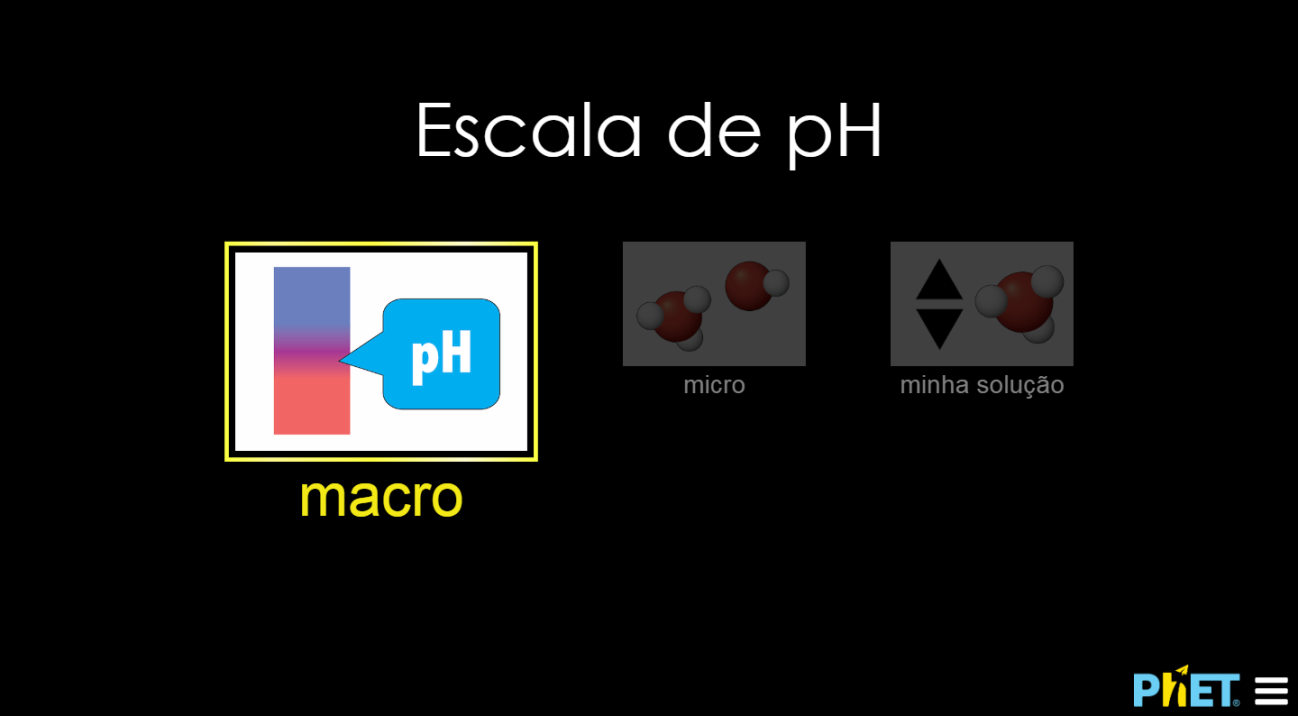 Escala de pH
pH
macro
micro
minha solução
PhET®